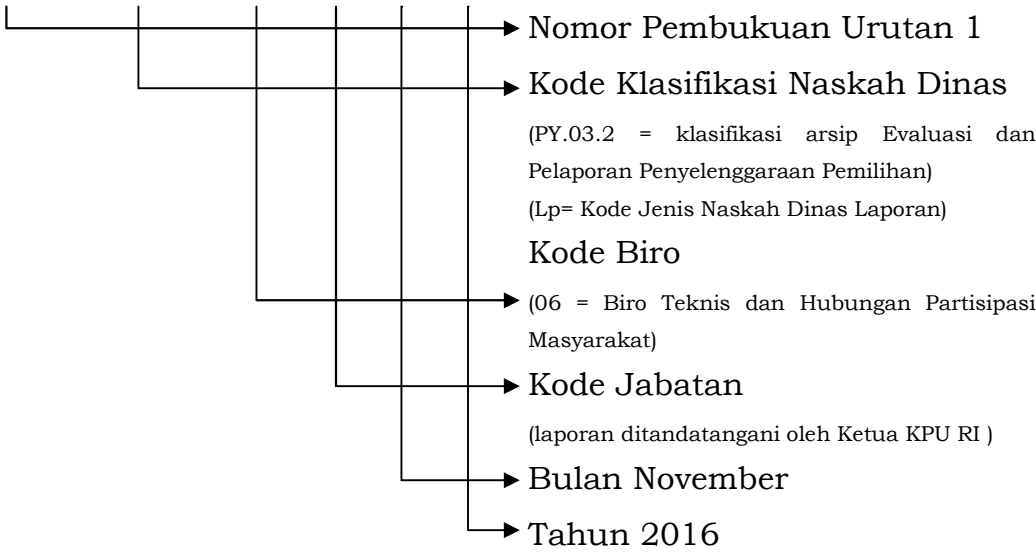 Nomor Pembukuan Urutan 1
Kode Klasifikasi Naskah Dinas
(PY.03.2 = klasifikasi arsip Evaluasi dan
Pelaporan Penyelenggaraan Pemilihan)
(Lp= Kode Jenis Naskah Dinas Laporan)
Kode Biro
(06 = Biro Teknis dan Hubungan Partisipasi
Masyarakat)
Kode Jabatan
(laporan ditandatangani oleh Ketua KPU RI )
Bulan November
Tahun 2016